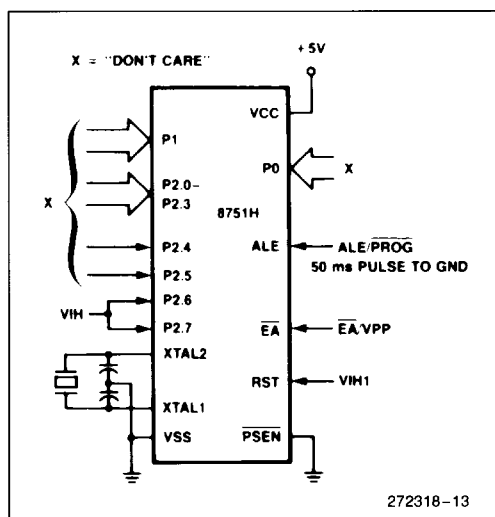 X = "DON'T CARE"
+5V
VCC
P1
P0
X
P2.0-
P2.3
X
8751H
P2.4
ALE
ALE/PROG
50 ms PULSE TO GND
P2.5
P2.6
VIH
P2.7
EA
EA/VPP
XTAL2
RST
VIH1
XTAL1
VSS
PSEN
272318-13